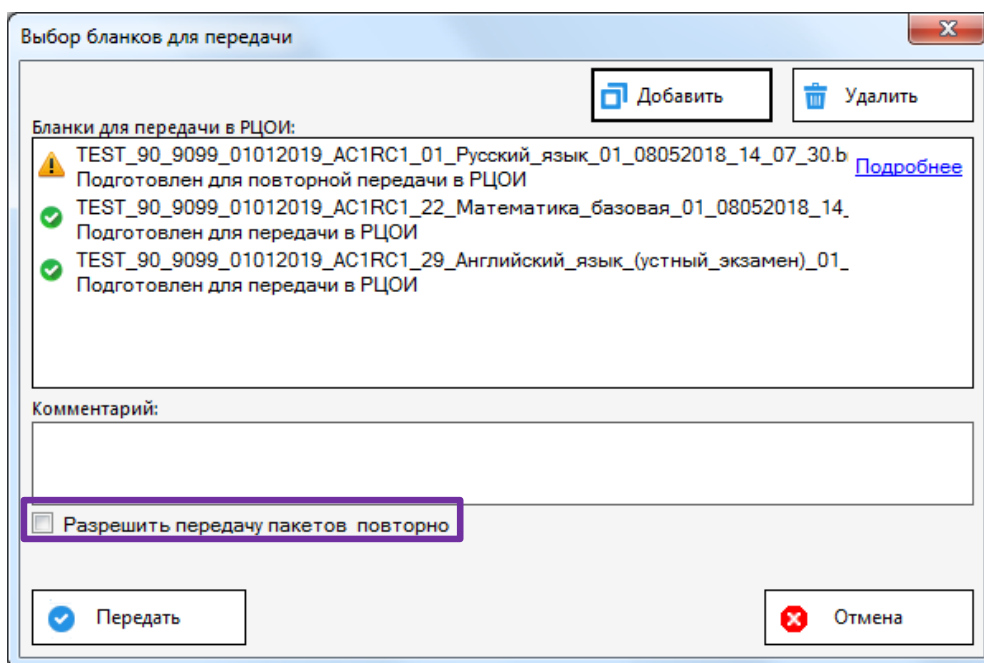 Выбор бланков для передачи
Добавить
Удалить
Бланки для передачи в РЦОИ:
TEST_90_9099_01012019_AC1RC1_01_Русский_язык_01_08052018_14_07_30.b
Подробнее
Подготовлен для повторной передачи в РЦОИ
TEST_90_9099_01012019_AC1RC1_22_Математика_базовая_01_08052018_14_
Подготовлен для передачи в РЦОИ
TEST_90_9099_01012019_AC1RC1_29_Английский_язык_(устный_экзамен)_01_
Подготовлен для передачи в РЦОИ
Комментарий:
Разрешить передачу пакетов повторно
Передать
Отмена